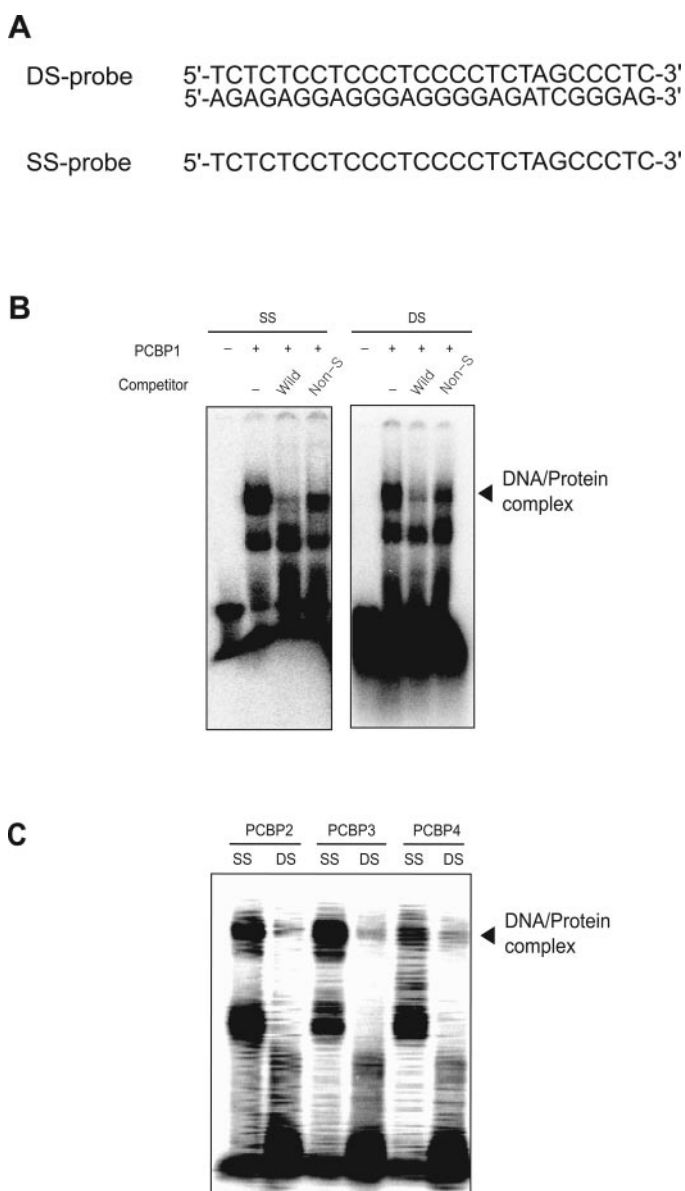 A
DS-probe 5'-TCTCTCCTCCCTCCCCTCTAGCCCTC-3'
5'-AGAGAGGAGGGAGGGGAGATCGGGAG-3'
SS-probe 5'-TCTCTCCTCCCTCCCCTCTAGCCCTC-3'
B
SS DS
PCBP1 – + + + – + + +
Competitor – Wild Non-S – Wild Non-S
DNA/Protein
complex
C
PCBP2 PCBP3 PCBP4
SS DS SS DS SS DS
DNA/Protein
complex